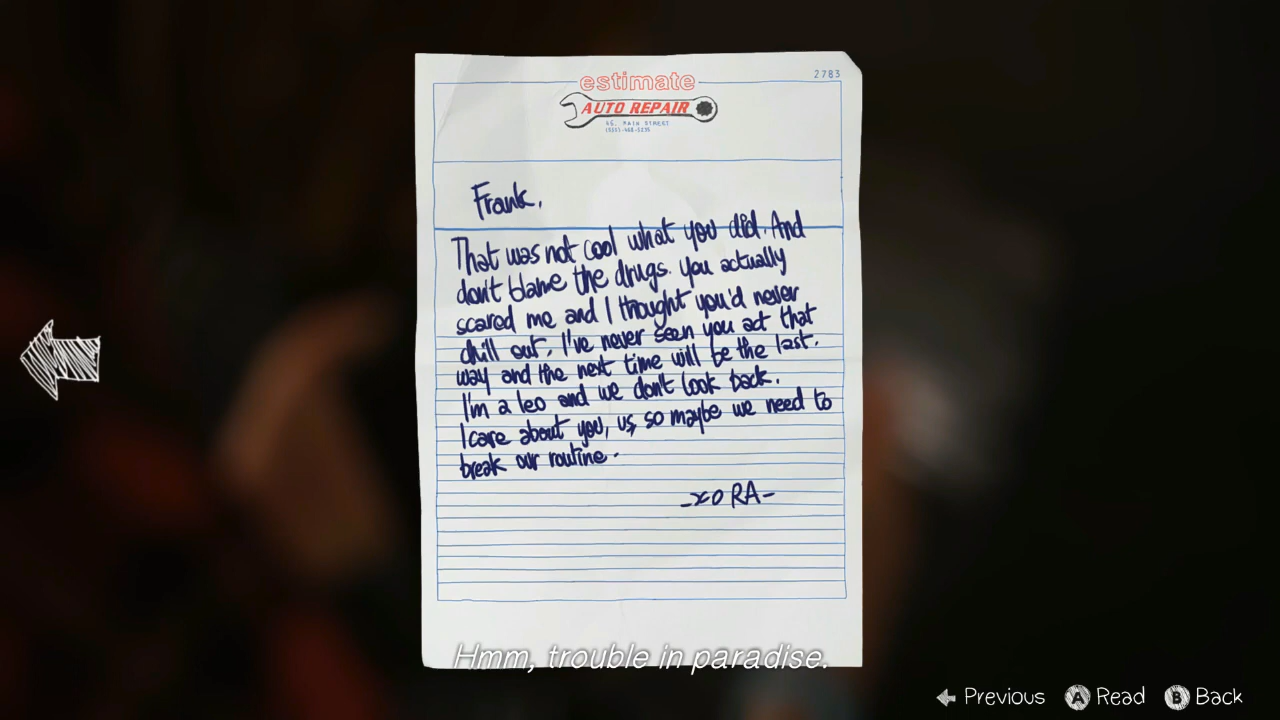 2783
estimate
AUTO REPAIR
46. MAIN STREET
Frank,
That was not cool what you did. And
don't blame the drugs. You actually
scared me and I thought you'd never
chill out. I've never seen you act that
way and the next time will be the last.
I'm a leo and we don't look back.
I care about you, us, so maybe we need to
break our routine.
-xo RA-
Hmm, trouble in paradise.
Previous A Read B Back